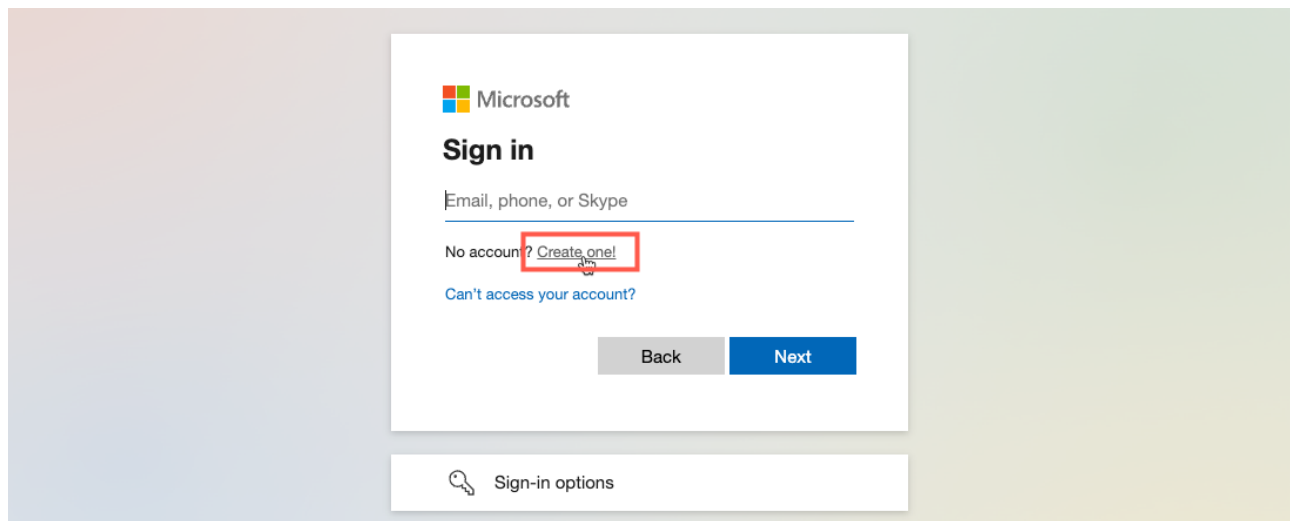 Microsoft
Sign in
Email, phone, or Skype
No account? Create one!
Can't access your account?
Back Next
Sign-in options